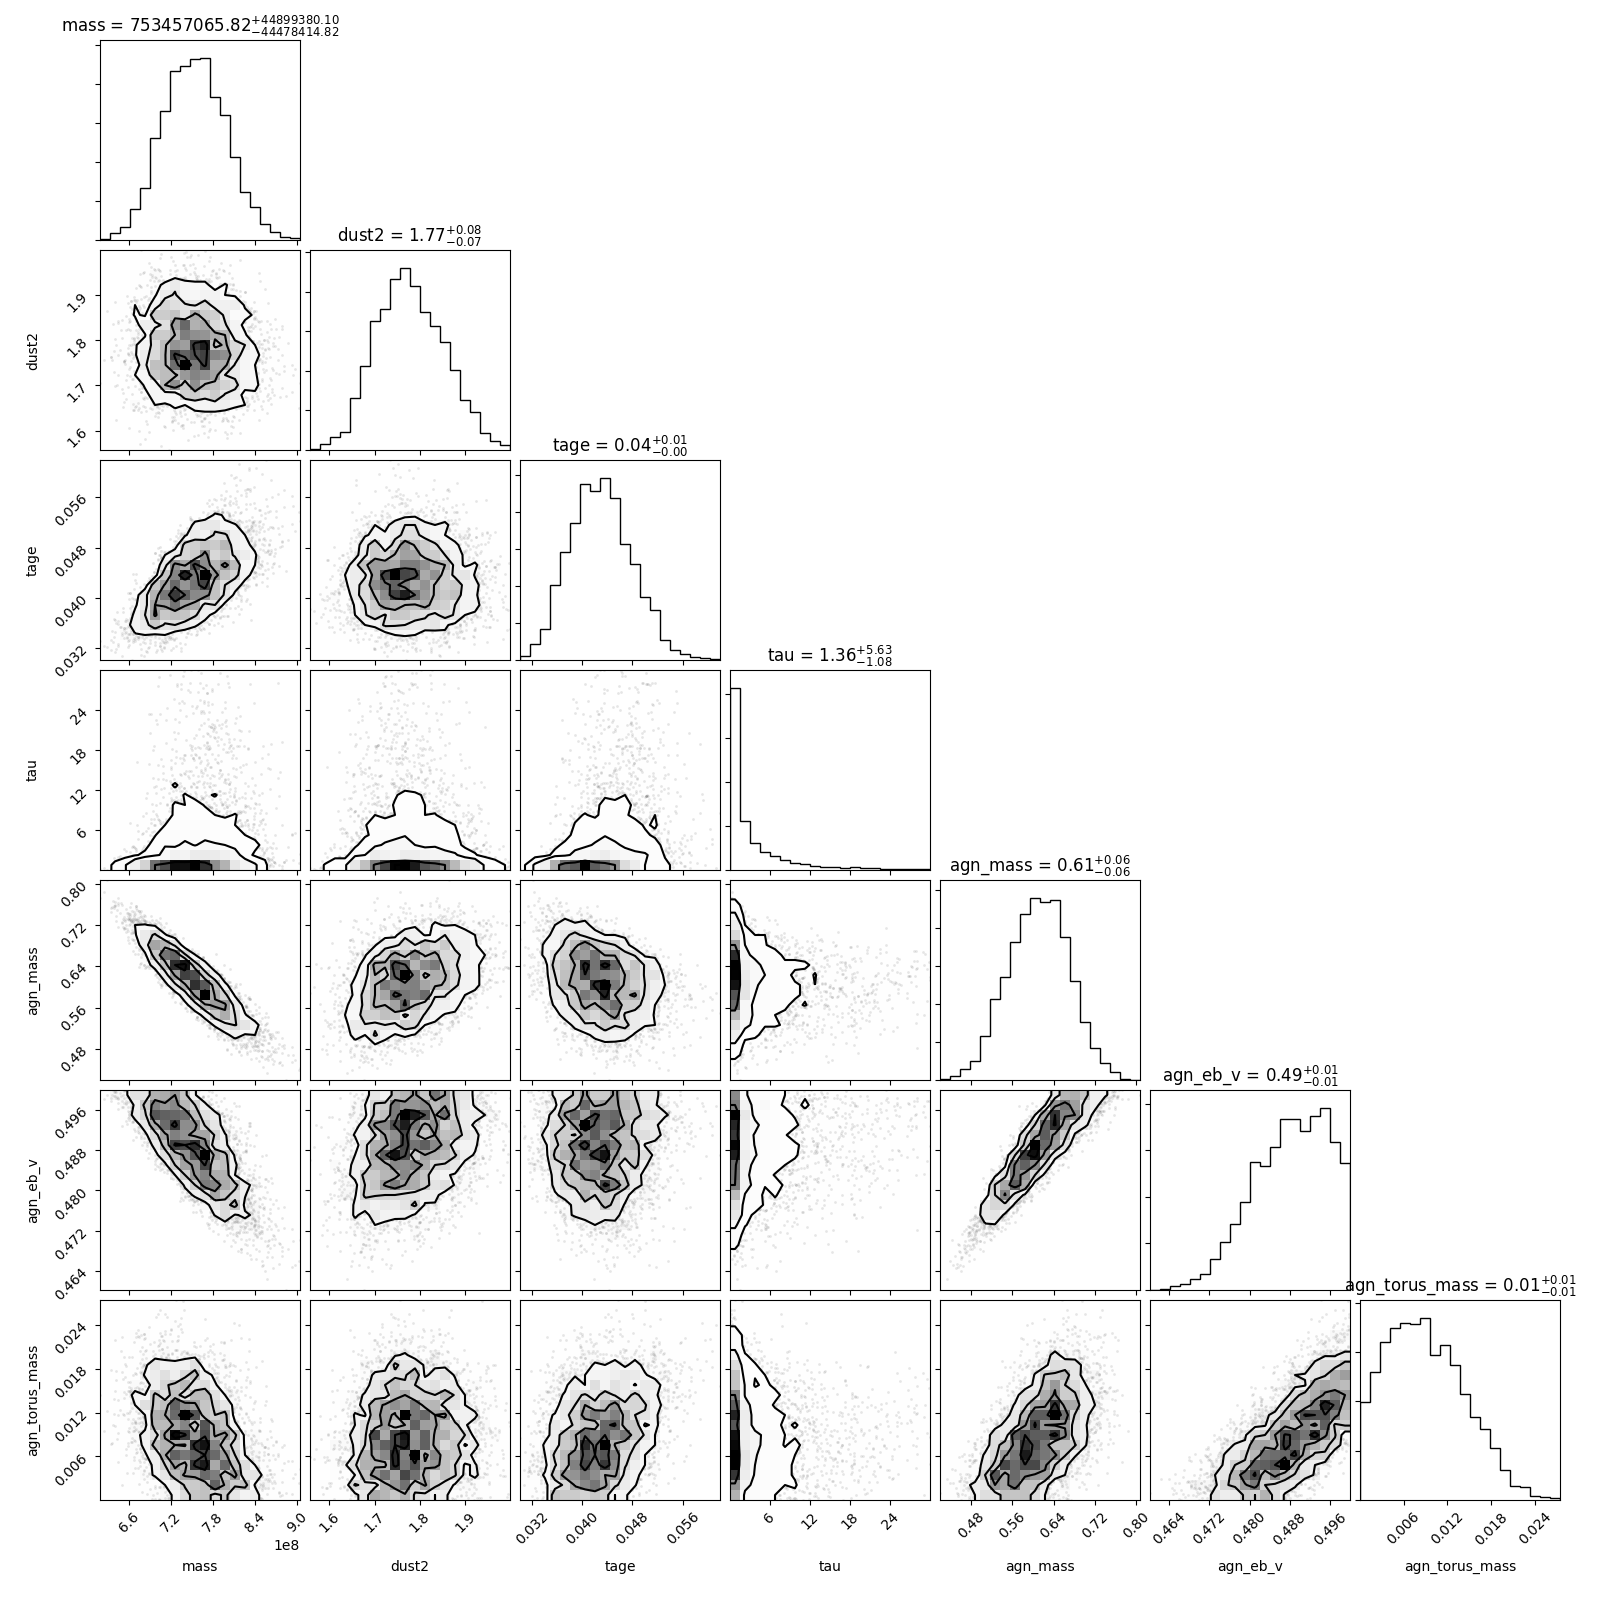 mass = 753457065.82+44899380.10 −44478414.82
dust2 = 1.77+0.08 −0.07
1.9
1.8
1.7
1.6
dust2
tage = 0.04+0.01 −0.00
0.056
0.048
0.040
0.032
tage
tau = 1.36+5.63 −1.08
24
18
12
6
tau
agn_mass = 0.61+0.06 −0.06
0.80
0.72
0.64
0.56
0.48
agn_mass
agn_eb_v = 0.49+0.01 −0.01
0.496
0.488
0.480
0.472
0.464
agn_eb_v
agn_torus_mass = 0.01+0.01 −0.01
0.024
0.018
0.012
0.006
agn_torus_mass
6.6 7.2 7.8 8.4 9.0
1e8
mass
1.6 1.7 1.8 1.9
dust2
0.032 0.040 0.048 0.056
tage
6 12 18 24
tau
0.48 0.56 0.64 0.72 0.80
agn_mass
0.464 0.472 0.480 0.488 0.496
agn_eb_v
0.006 0.012 0.018 0.024
agn_torus_mass